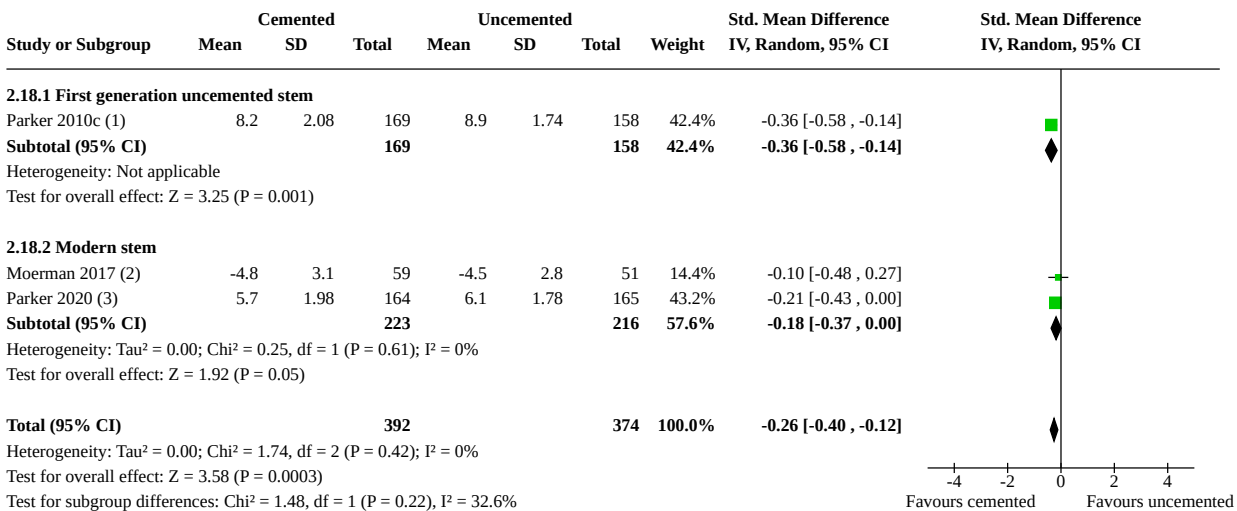 Cemented Uncemented Std. Mean Difference Std. Mean Difference
Study or Subgroup Mean SD Total Mean SD Total Weight IV, Random, 95% CI IV, Random, 95% CI
2.18.1 First generation uncemented stem
Parker 2010c (1) 8.2 2.08 169 8.9 1.74 158 42.4% -0.36 [-0.58 , -0.14]
Subtotal (95% CI) 169 158 42.4% -0.36 [-0.58 , -0.14]
Heterogeneity: Not applicable
Test for overall effect: Z = 3.25 (P = 0.001)
2.18.2 Modern stem
Moerman 2017 (2) -4.8 3.1 59 -4.5 2.8 51 14.4% -0.10 [-0.48 , 0.27]
Parker 2020 (3) 5.7 1.98 164 6.1 1.78 165 43.2% -0.21 [-0.43 , 0.00]
Subtotal (95% CI) 223 216 57.6% -0.18 [-0.37 , 0.00]
Heterogeneity: Tau² = 0.00; Chi² = 0.25, df = 1 (P = 0.61); I² = 0%
Test for overall effect: Z = 1.92 (P = 0.05)
Total (95% CI) 392 374 100.0% -0.26 [-0.40 , -0.12]
Heterogeneity: Tau² = 0.00; Chi² = 1.74, df = 2 (P = 0.42); I² = 0%
Test for overall effect: Z = 3.58 (P = 0.0003)
-4 -2 0 2 4
Test for subgroup differences: Chi² = 1.48, df = 1 (P = 0.22), I² = 32.6%
Favours cemented Favours uncemented